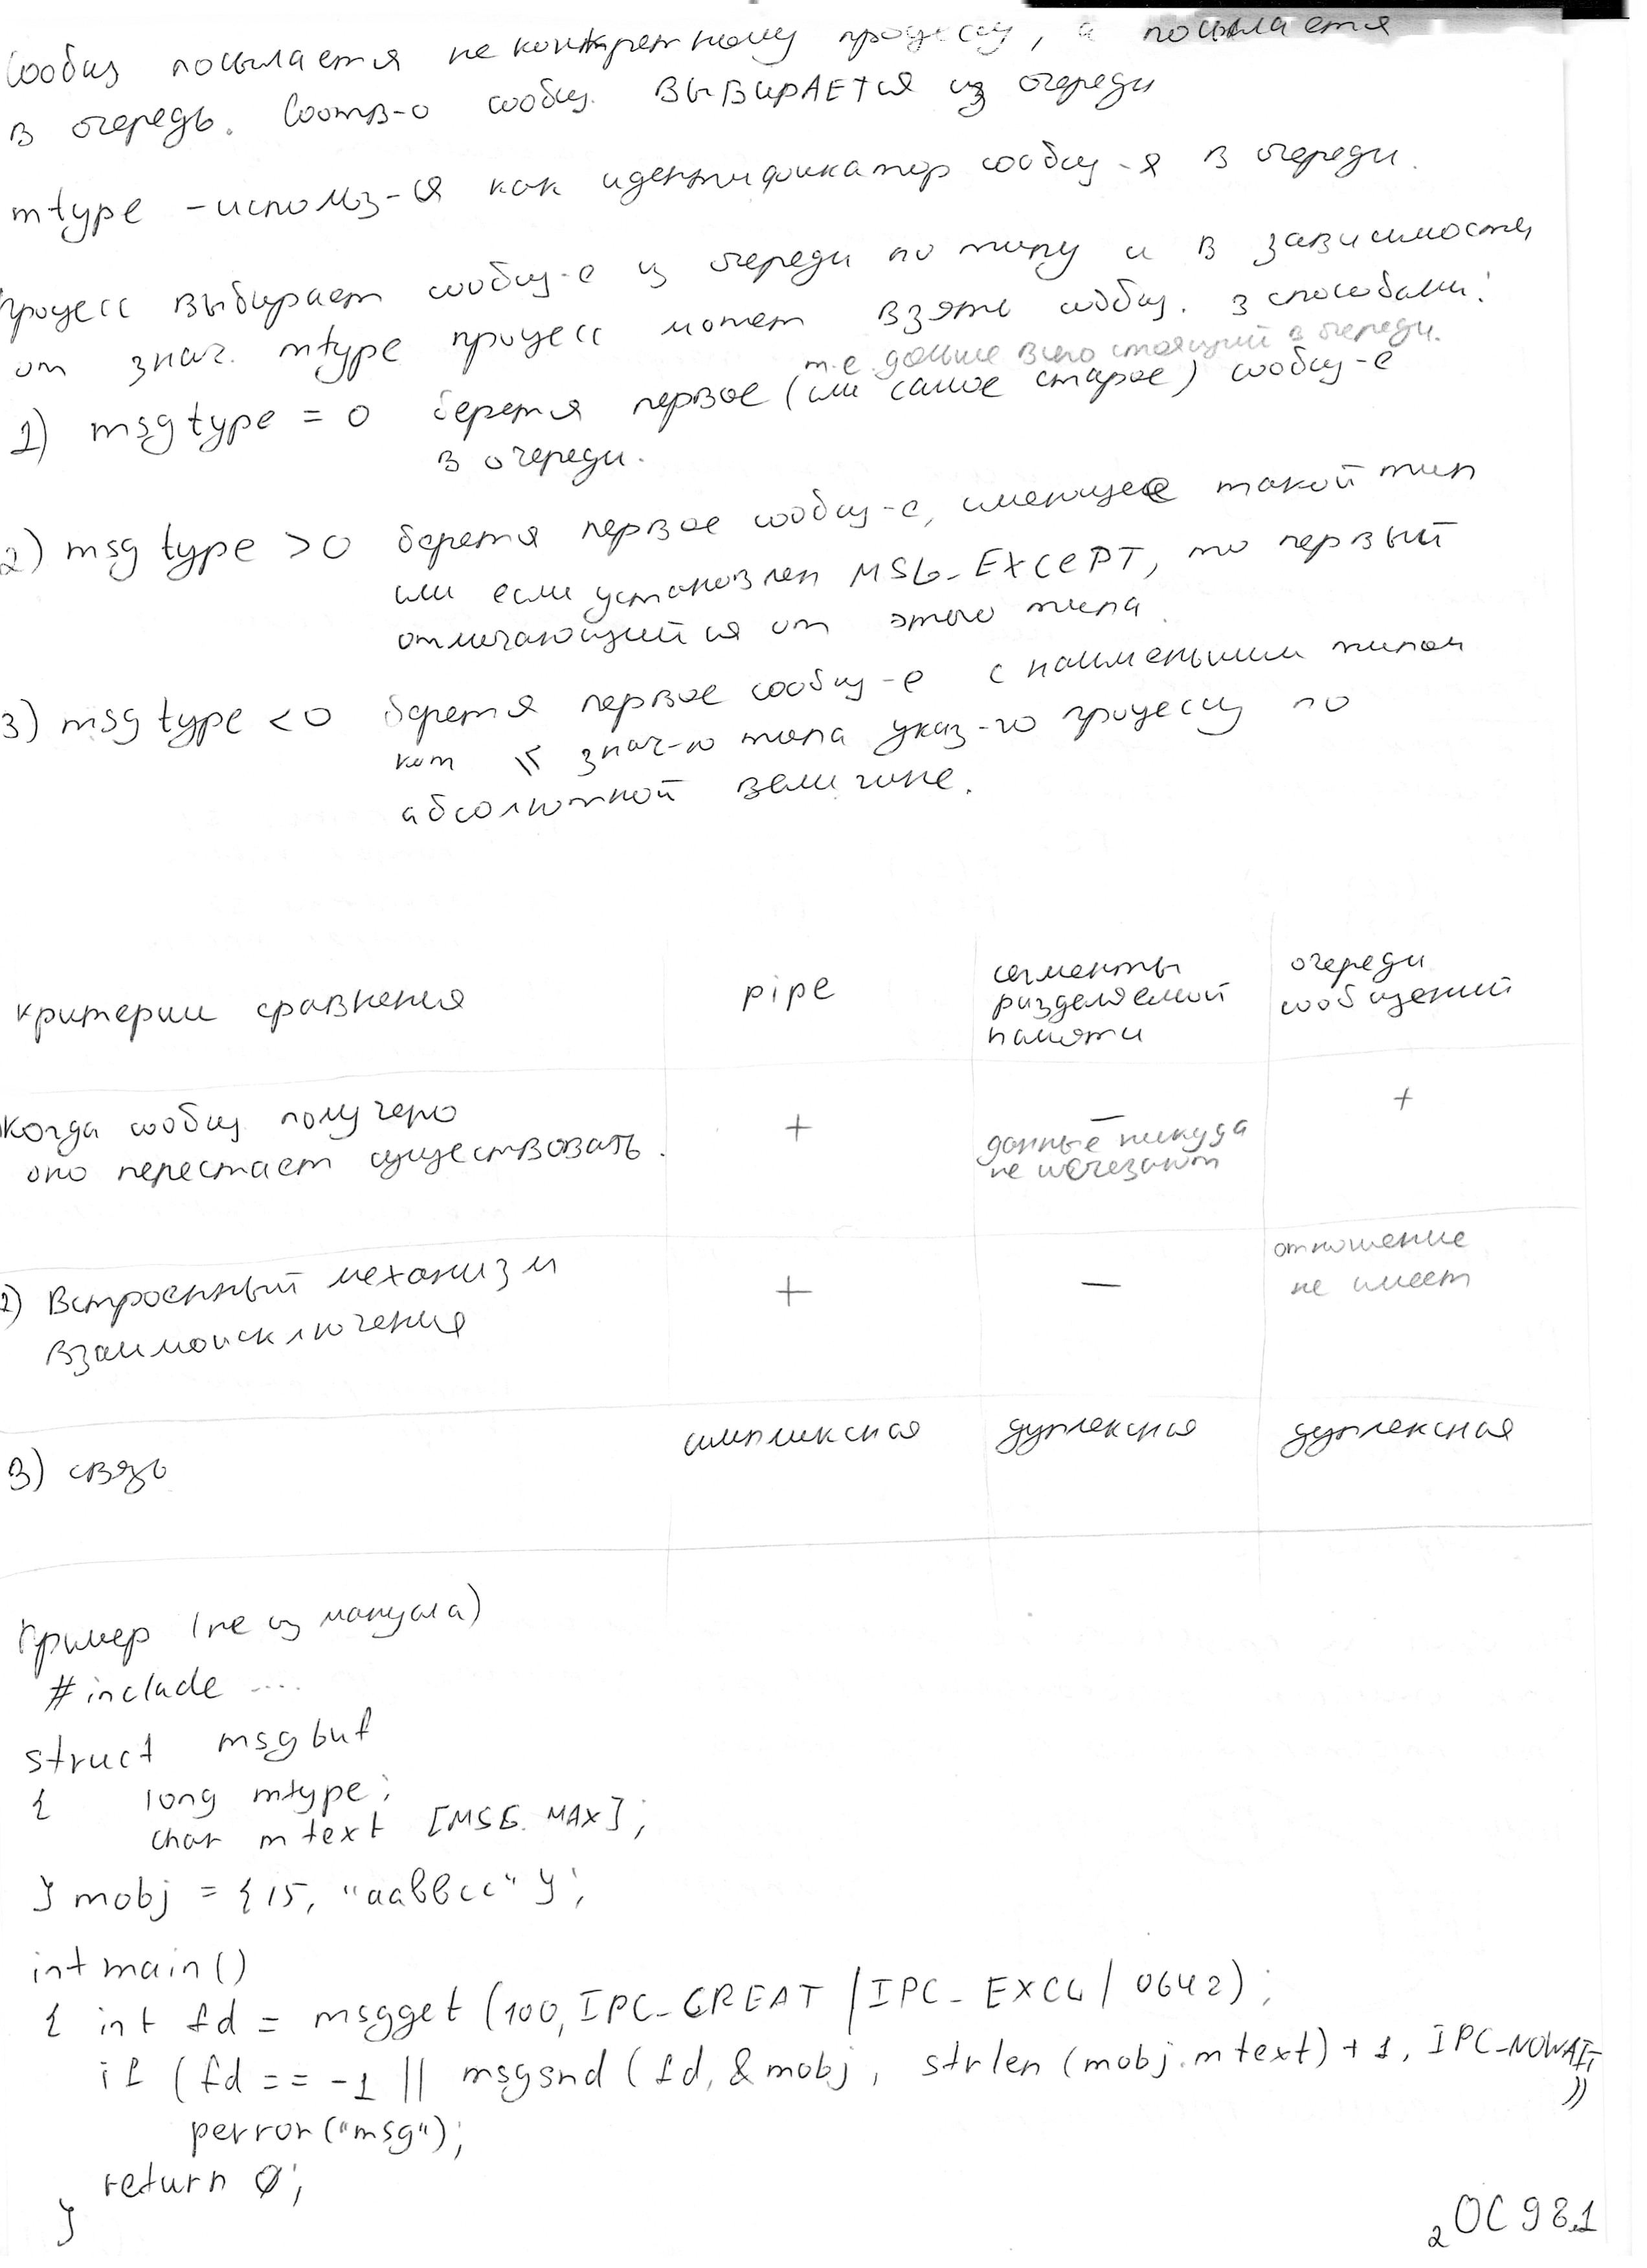 Сообщ посылается не конкретному процессу, а посылается
в очередь. Соотв-о сообщ. ВЫБИРАЕТСЯ из очереди
mtype - использ-ся как идентификатор сообщ-я в очереди.
Процесс выбирает сообщ-е из очереди по типу и в зависимости
от знач. mtype процесс может взять сообщ. 3 способами:
т.е. дольше всего стоящий в очереди.
1) msgtype = 0 берется первое (или самое старое) сообщ-е
в очереди.
2) msgtype >0 берется первое сообщ-е, имеющее такой тип
или если установлен MSG_EXCEPT, то первый
отличающийся от этого типа.
3) msgtype <0 берется первое сообщ-е с наименьшим типом
кот ≤ знач-ю типа указ-го процессу по
абсолютной величине.
критерии сравнения pipe сегменты разделяемой памяти очереди сообщений
Когда сообщ получено + − +
оно перестает существовать. данные никуда
не исчезают
2) Встроенный механизм + − отношение
взаимоисключения не имеет
3) связь симплексная дуплексная дуплексная
Пример (не из мануала)
#include ....
struct msgbuf
{ long mtype;
char mtext [MSG_MAX];
} mobj = {15, "aabbcc"};
int main()
{ int fd = msgget (100, IPC_CREAT | IPC_EXCL | 0642);
if (fd == -1 || msgsnd (fd, &mobj, strlen (mobj.mtext) + 1, IPC_NOWAIT
))
perror("msg");
return 0;
}
2 ОС 98.1